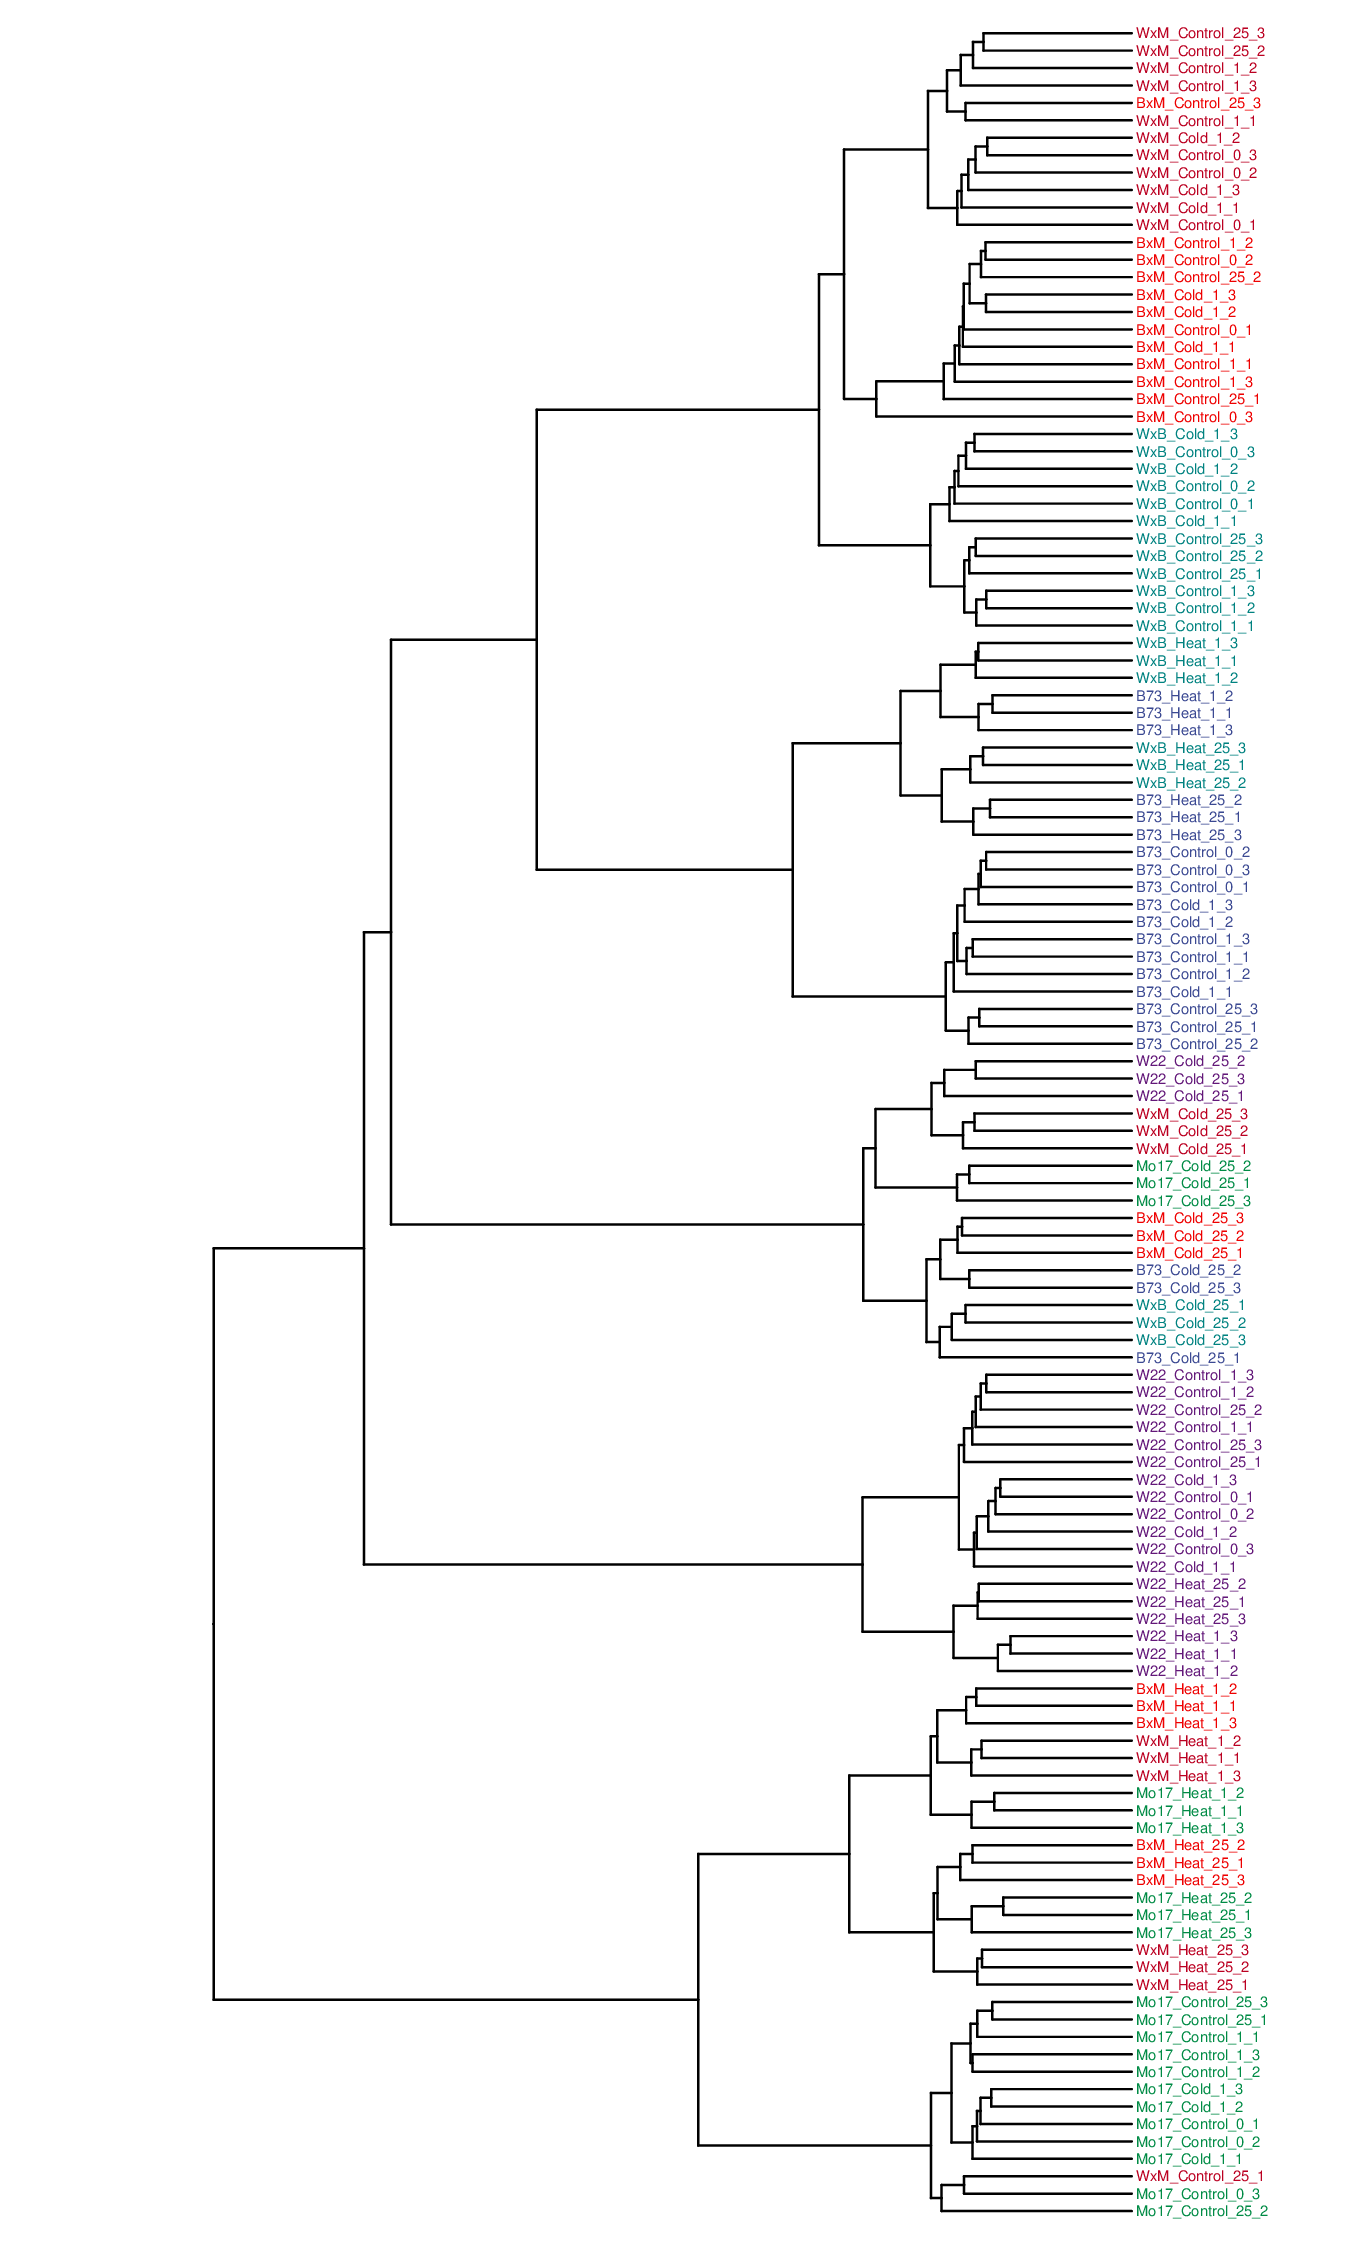 WxM_Control_25_3
WxM_Control_25_2
WxM_Control_1_2
WxM_Control_1_3
BxM_Control_25_3
WxM_Control_1_1
WxM_Cold_1_2
WxM_Control_0_3
WxM_Control_0_2
WxM_Cold_1_3
WxM_Cold_1_1
WxM_Control_0_1
BxM_Control_1_2
BxM_Control_0_2
BxM_Control_25_2
BxM_Cold_1_3
BxM_Cold_1_2
BxM_Control_0_1
BxM_Cold_1_1
BxM_Control_1_1
BxM_Control_1_3
BxM_Control_25_1
BxM_Control_0_3
WxB_Cold_1_3
WxB_Control_0_3
WxB_Cold_1_2
WxB_Control_0_2
WxB_Control_0_1
WxB_Cold_1_1
WxB_Control_25_3
WxB_Control_25_2
WxB_Control_25_1
WxB_Control_1_3
WxB_Control_1_2
WxB_Control_1_1
WxB_Heat_1_3
WxB_Heat_1_1
WxB_Heat_1_2
B73_Heat_1_2
B73_Heat_1_1
B73_Heat_1_3
WxB_Heat_25_3
WxB_Heat_25_1
WxB_Heat_25_2
B73_Heat_25_2
B73_Heat_25_1
B73_Heat_25_3
B73_Control_0_2
B73_Control_0_3
B73_Control_0_1
B73_Cold_1_3
B73_Cold_1_2
B73_Control_1_3
B73_Control_1_1
B73_Control_1_2
B73_Cold_1_1
B73_Control_25_3
B73_Control_25_1
B73_Control_25_2
W22_Cold_25_2
W22_Cold_25_3
W22_Cold_25_1
WxM_Cold_25_3
WxM_Cold_25_2
WxM_Cold_25_1
Mo17_Cold_25_2
Mo17_Cold_25_1
Mo17_Cold_25_3
BxM_Cold_25_3
BxM_Cold_25_2
BxM_Cold_25_1
B73_Cold_25_2
B73_Cold_25_3
WxB_Cold_25_1
WxB_Cold_25_2
WxB_Cold_25_3
B73_Cold_25_1
W22_Control_1_3
W22_Control_1_2
W22_Control_25_2
W22_Control_1_1
W22_Control_25_3
W22_Control_25_1
W22_Cold_1_3
W22_Control_0_1
W22_Control_0_2
W22_Cold_1_2
W22_Control_0_3
W22_Cold_1_1
W22_Heat_25_2
W22_Heat_25_1
W22_Heat_25_3
W22_Heat_1_3
W22_Heat_1_1
W22_Heat_1_2
BxM_Heat_1_2
BxM_Heat_1_1
BxM_Heat_1_3
WxM_Heat_1_2
WxM_Heat_1_1
WxM_Heat_1_3
Mo17_Heat_1_2
Mo17_Heat_1_1
Mo17_Heat_1_3
BxM_Heat_25_2
BxM_Heat_25_1
BxM_Heat_25_3
Mo17_Heat_25_2
Mo17_Heat_25_1
Mo17_Heat_25_3
WxM_Heat_25_3
WxM_Heat_25_2
WxM_Heat_25_1
Mo17_Control_25_3
Mo17_Control_25_1
Mo17_Control_1_1
Mo17_Control_1_3
Mo17_Control_1_2
Mo17_Cold_1_3
Mo17_Cold_1_2
Mo17_Control_0_1
Mo17_Control_0_2
Mo17_Cold_1_1
WxM_Control_25_1
Mo17_Control_0_3
Mo17_Control_25_2